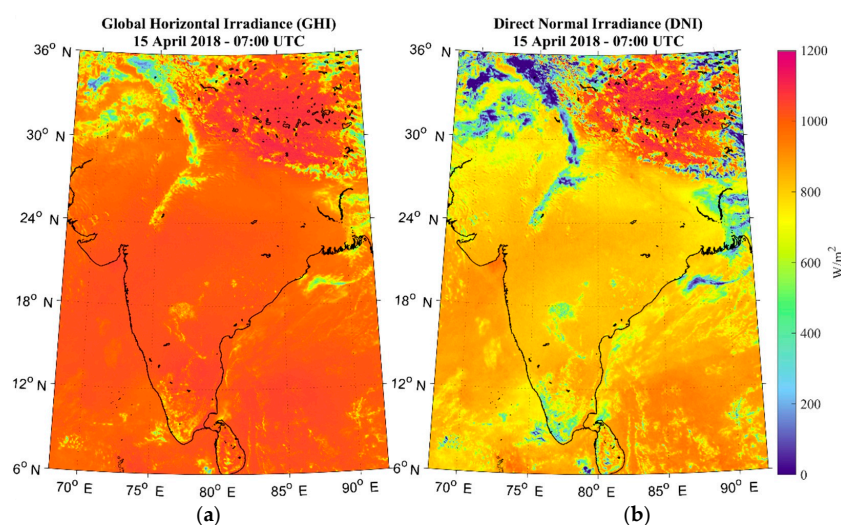 Global Horizontal Irradiance (GHI)
15 April 2018 - 07:00 UTC
36° N
30° N
24° N
18° N
12° N
6° N
70° E
75° E
80° E
85° E
90° E
(a)
Direct Normal Irradiance (DNI)
15 April 2018 - 07:00 UTC
36° N
30° N
24° N
18° N
12° N
6° N
70° E
75° E
80° E
85° E
90° E
(b)
1200
1000
800
600
400
200
0
W/m²